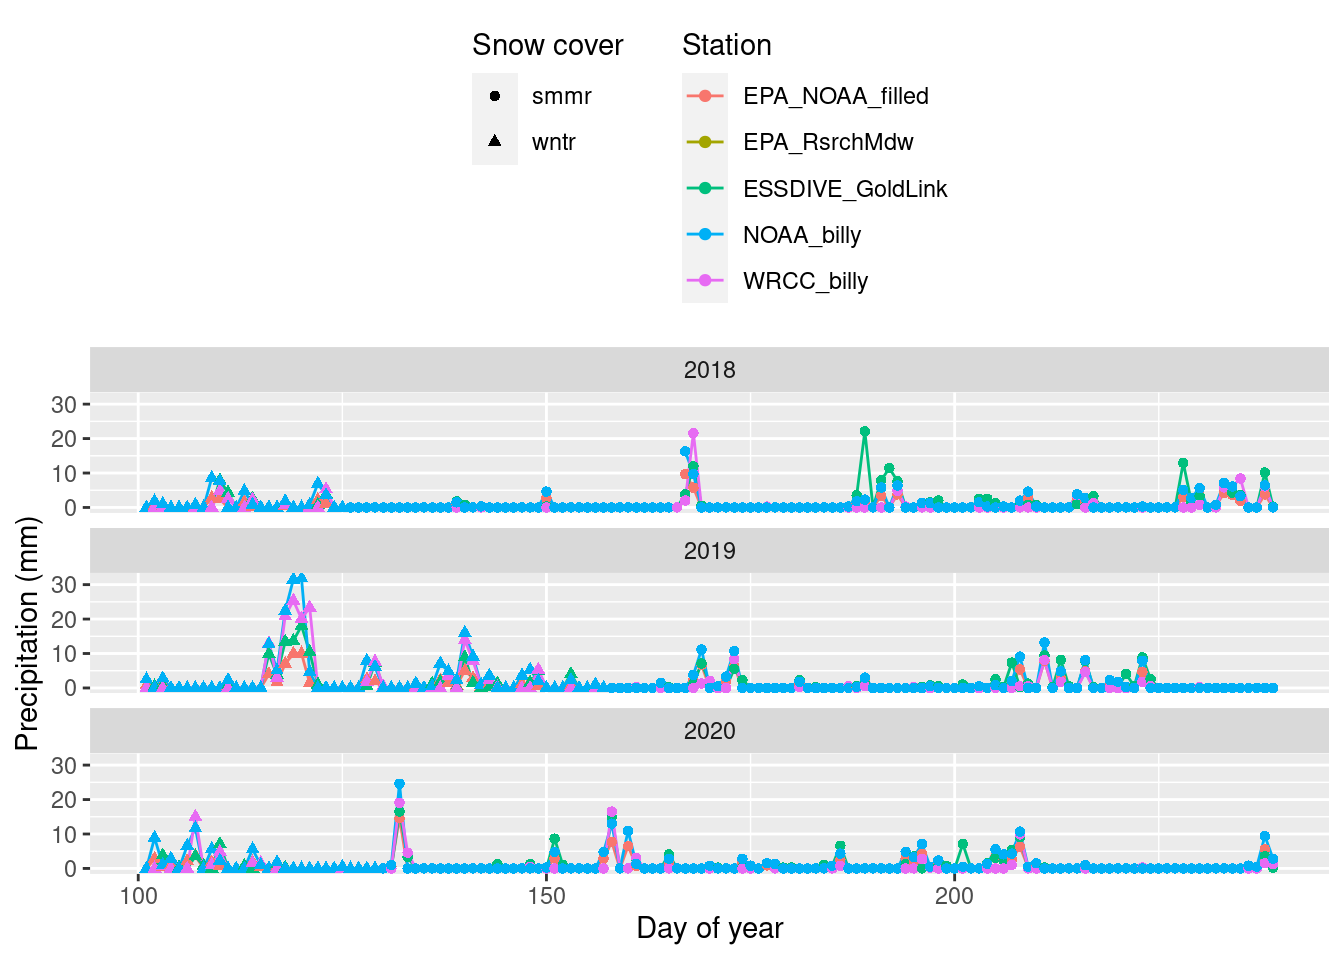 Snow cover
smmr
wntr
Station
EPA_NOAA_filled
EPA_RsrchMdw
ESSDIVE_GoldLink
NOAA_billy
WRCC_billy
2018
30
20
10
0
2019
30
20
10
0
2020
30
20
10
0
100 150 200
Day of year
Precipitation (mm)